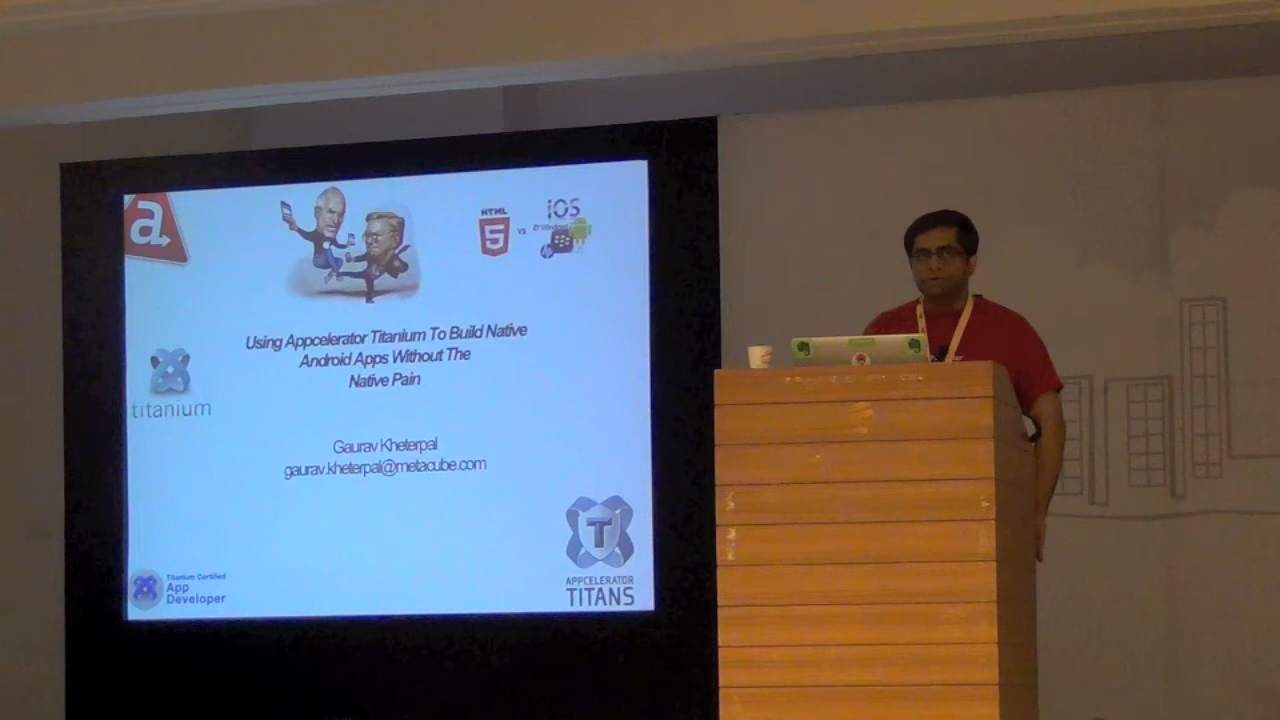 a
HTML
5
vs
iOS
hp
Using Appcelerator Titanium To Build Native
Android Apps Without The
Native Pain
titanium
Gaurav Kheterpal
gaurav.kheterpal@metacube.com
T
Titanium Certified
App
Developer
APPCELERATOR
TITANS